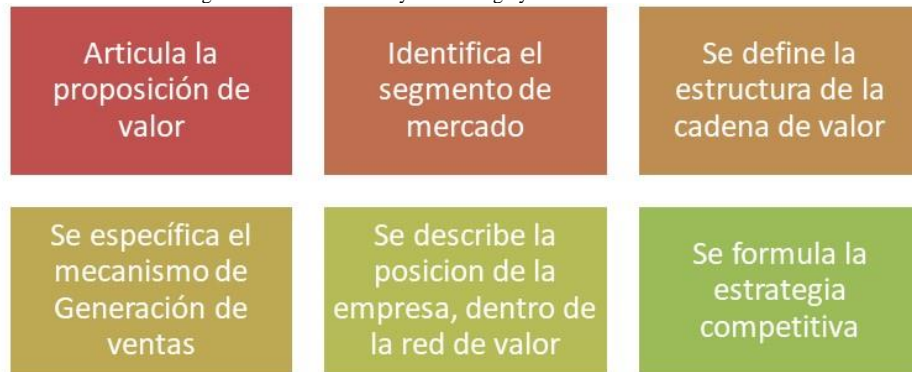 Articula la
proposición de
valor
Identifica el
segmento de
mercado
Se define la
estructura de la
cadena de valor
Se específica el
mecanismo de
Generación de
ventas
Se describe la
posicion de la
empresa, dentro de
la red de valor
Se formula la
estrategia
competitiva